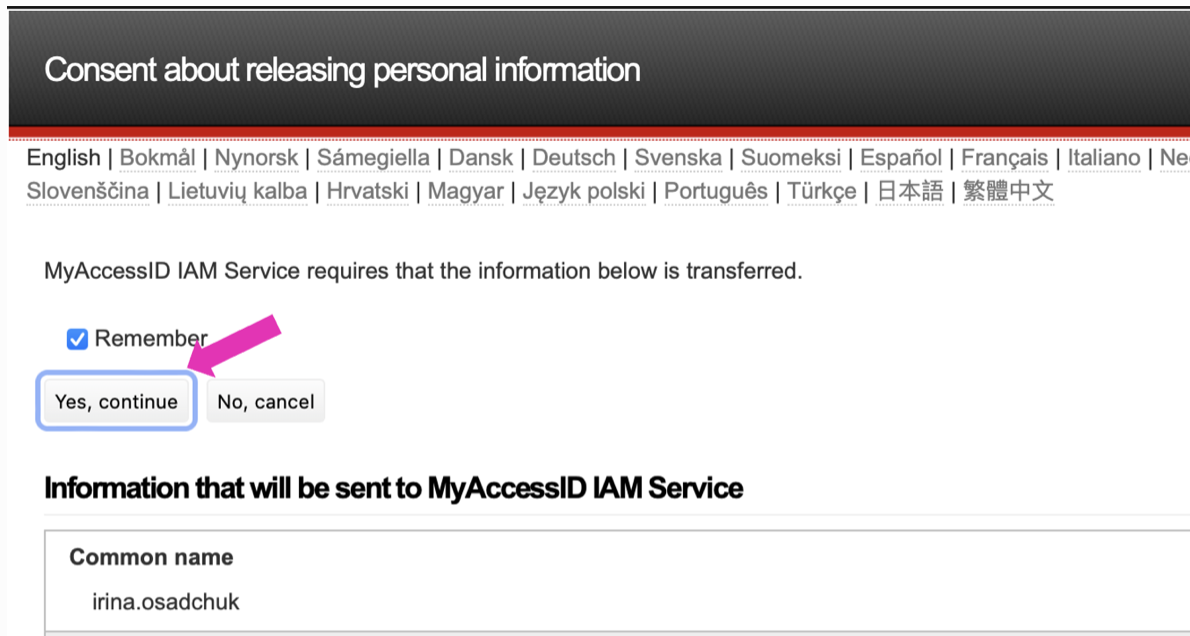 Consent about releasing personal information
English | Bokmål | Nynorsk | Sámegiella | Dansk | Deutsch | Svenska | Suomeksi | Español | Français | Italiano |
Slovenščina | Lietuvių kalba | Hrvatski | Magyar | Język polski | Português | Türkçe | 日本語 | 繁體中文
MyAccessID IAM Service requires that the information below is transferred.
Remember
Yes, continue No, cancel
Information that will be sent to MyAccessID IAM Service
Common name
irina.osadchuk